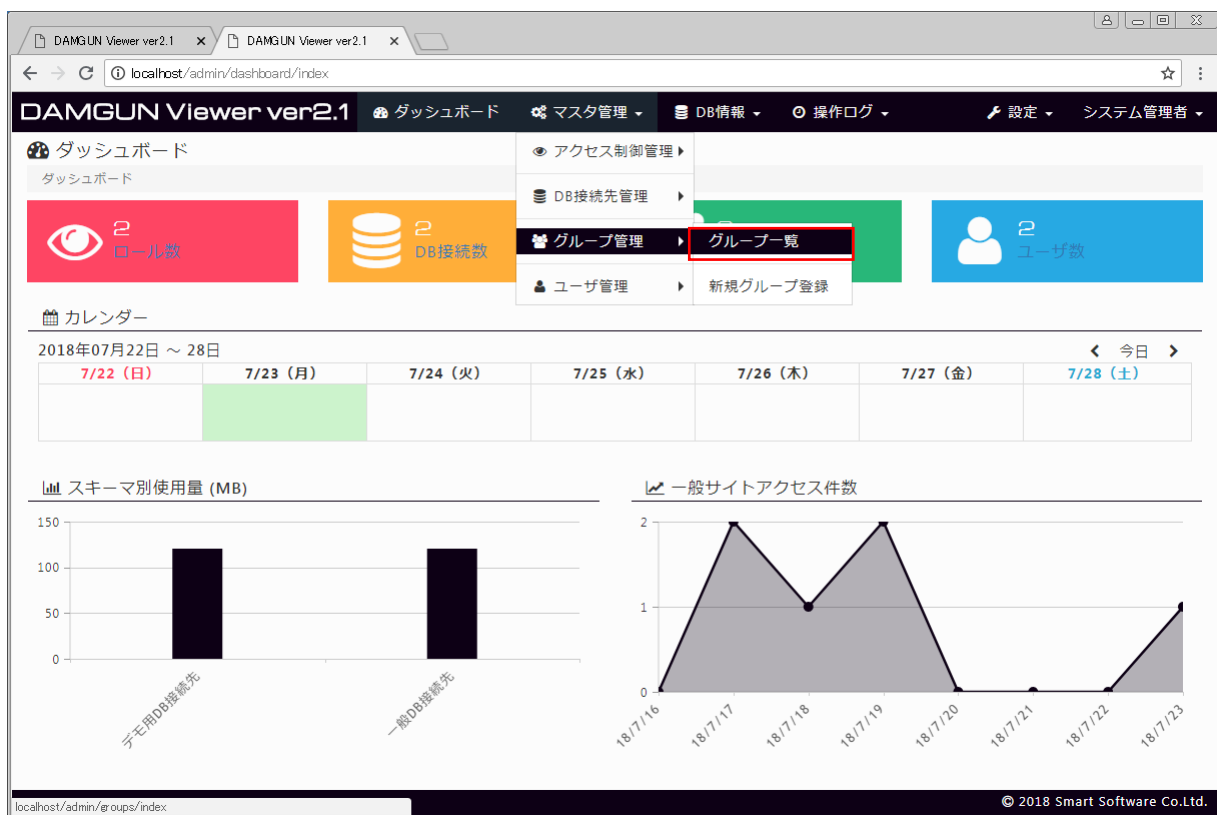 DAMGUN Viewer ver2.1
DAMGUN Viewer ver2.1
localhost/admin/dashboard/index
DAMGUN Viewer ver2.1 ダッシュボード マスタ管理 DB情報 操作ログ 設定 システム管理者
ダッシュボード
ダッシュボード
アクセス制御管理
DB接続先管理
グループ管理
ユーザ管理
グループ一覧
新規グループ登録
2
ロール数
2
DB接続数
2
ユーザ数
カレンダー
2018年07月22日 ～ 28日 今日
7/22（日） 7/23（月） 7/24（火） 7/25（水） 7/26（木） 7/27（金） 7/28（土）
スキーマ別使用量 (MB)
150
100
50
0
デモ用DB接続先
一般DB接続先
一般サイトアクセス件数
2
1
0
18/7/16
18/7/17
18/7/18
18/7/19
18/7/20
18/7/21
18/7/22
18/7/23
localhost/admin/groups/index
© 2018 Smart Software Co.Ltd.